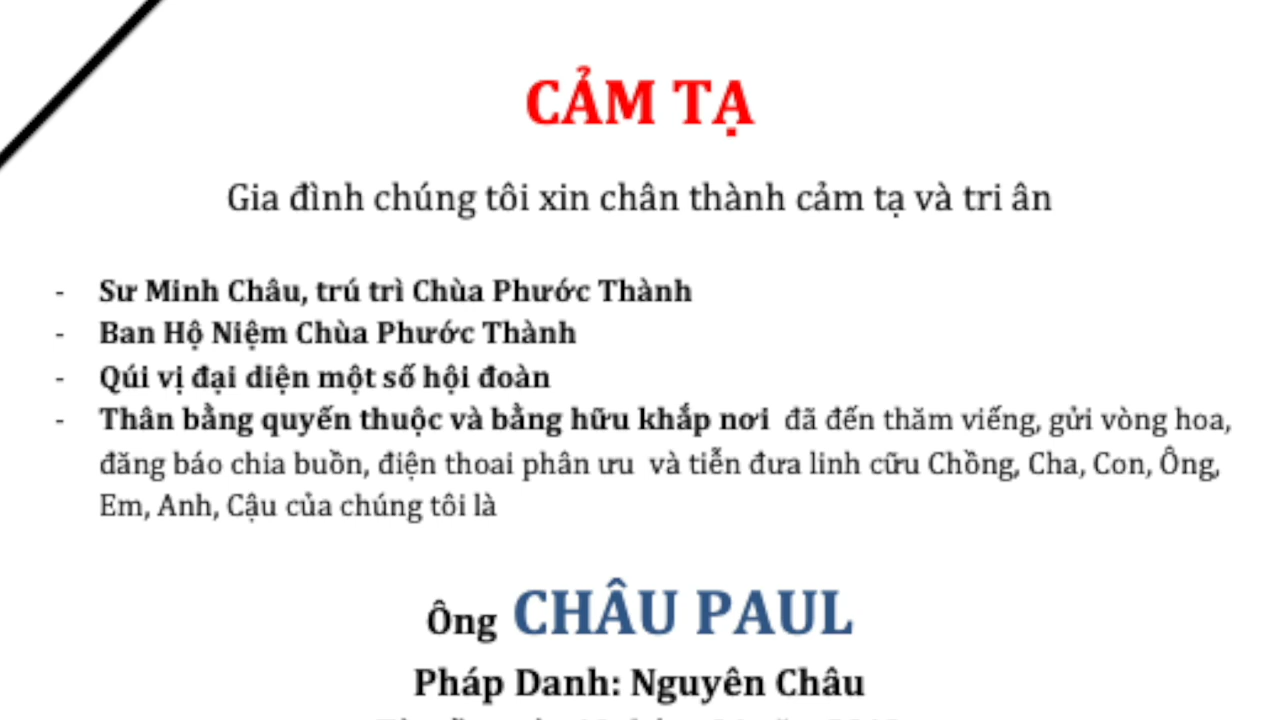 CẢM TẠ
Gia đình chúng tôi xin chân thành cảm tạ và tri ân
- Sư Minh Châu, trú trì Chùa Phước Thành
- Ban Hộ Niệm Chùa Phước Thành
- Qúi vị đại diện một số hội đoàn
- Thân bằng quyến thuộc và bằng hữu khắp nơi đã đến thăm viếng, gửi vòng hoa,
đăng báo chia buồn, điện thoai phân ưu và tiễn đưa linh cữu Chồng, Cha, Con, Ông,
Em, Anh, Cậu của chúng tôi là
Ông CHÂU PAUL
Pháp Danh: Nguyên Châu